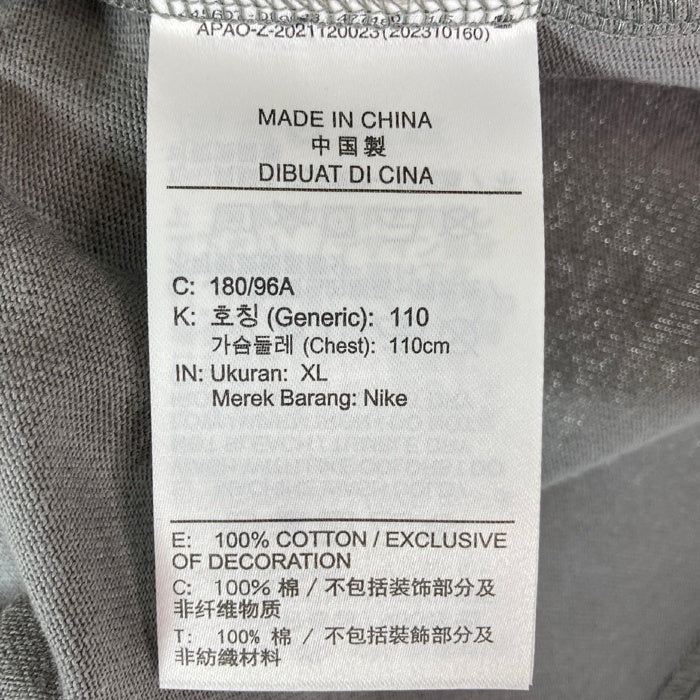 APAO-Z-2021120023(202310160)
MADE IN CHINA
中国製
DIBUAT DI CINA
C: 180/96A
K: 호칭 (Generic): 110
가슴둘레 (Chest): 110cm
IN: Ukuran: XL
Merek Barang: Nike
E: 100% COTTON / EXCLUSIVE
OF DECORATION
C: 100% 棉 / 不包括装饰部分及
非纤维物质
T: 100% 棉 / 不包括裝飾部分及
非紡織材料